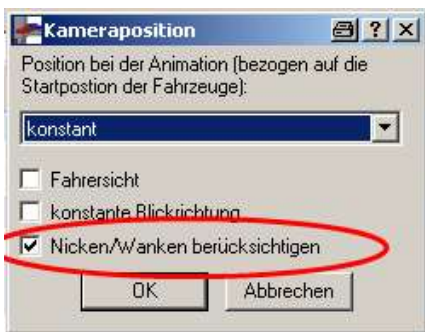 Kameraposition
Position bei der Animation (bezogen auf die
Startpostion der Fahrzeuge):
konstant
Fahrersicht
konstante Blickrichtung
Nicken/Wanken berücksichtigen
OK Abbrechen